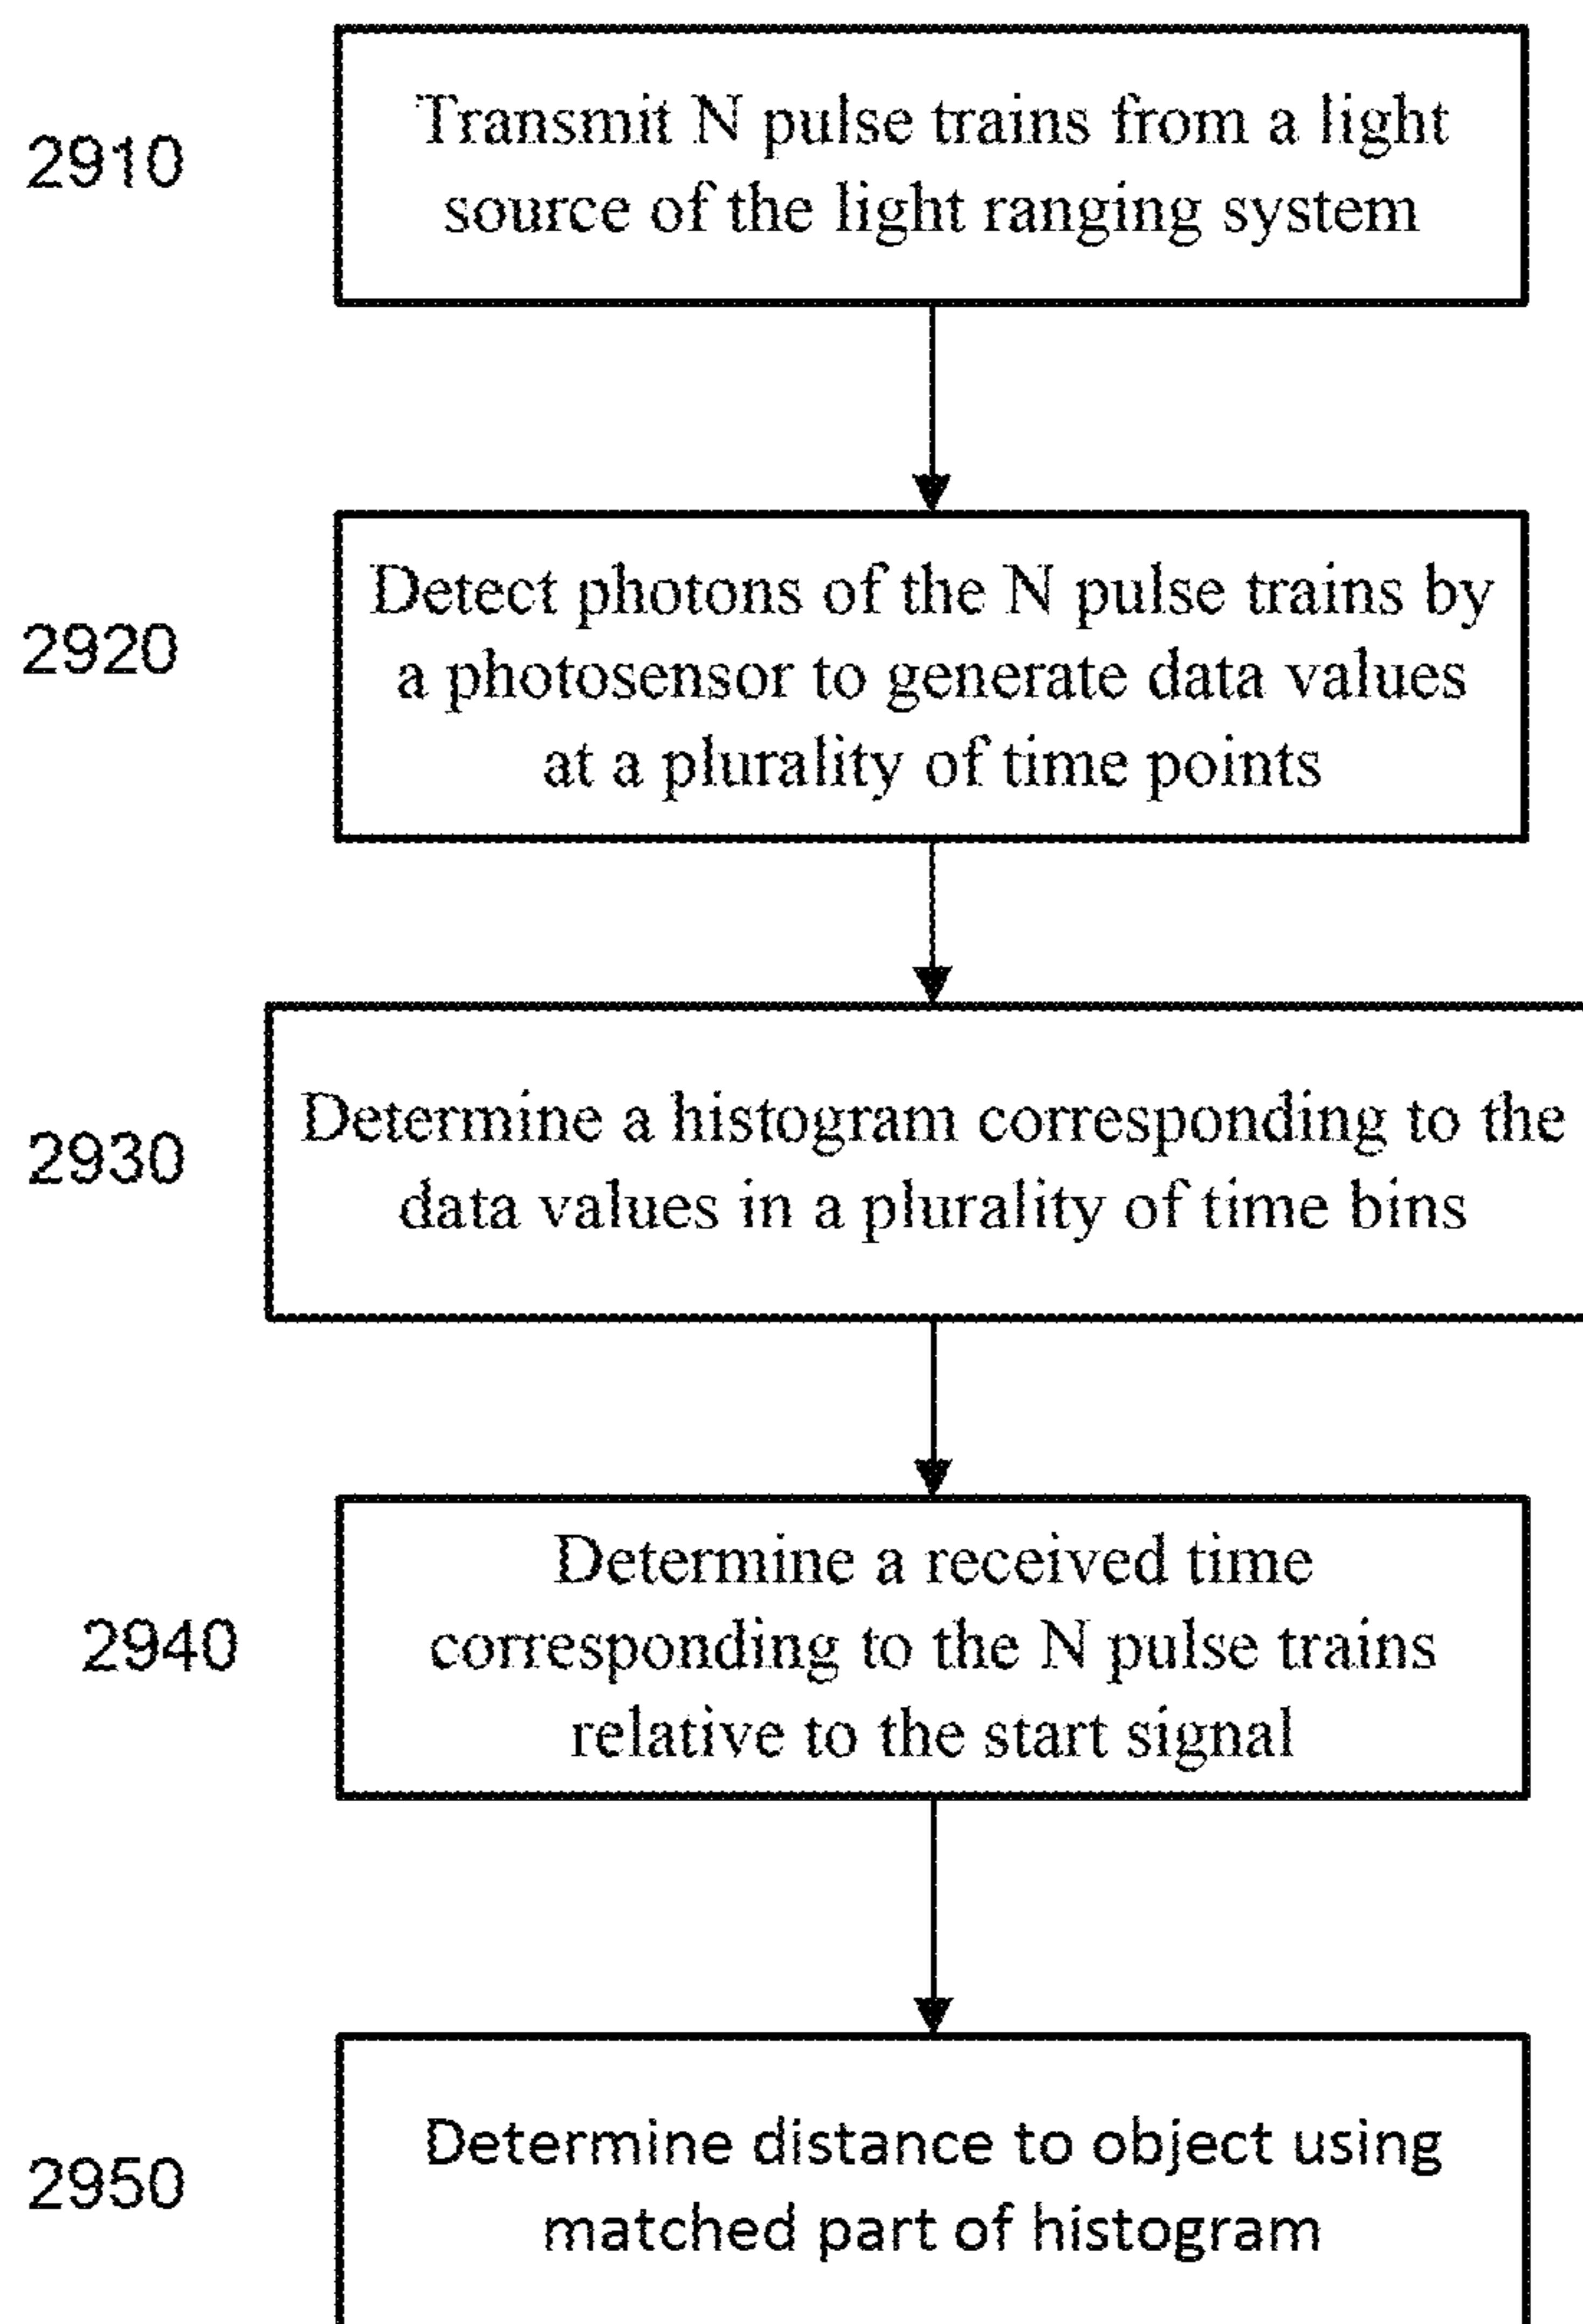 2910
Transmit N pulse trains from a light
source of the light ranging system
2920
Detect photons of the N pulse trains by
a photosensor to generate data values
at a plurality of time points
2930
Determine a histogram corresponding to the
data values in a plurality of time bins
2940
Determine a received time
corresponding to the N pulse trains
relative to the start signal
2950
Determine distance to object using
matched part of histogram